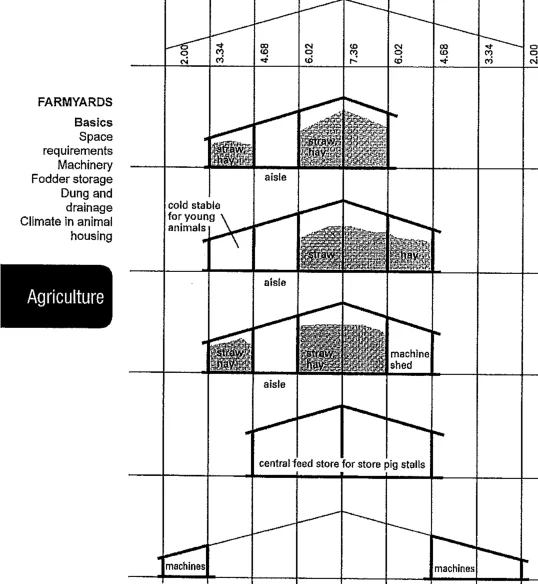 2.00
3.34
4.68
6.02
7.36
6.02
4.68
3.34
2.00
FARMYARDS
Basics
Space
requirements
Machinery
Fodder storage
Dung and
drainage
Climate in animal
housing
Agriculture
straw,
hay
straw,
hay
aisle
cold stable
for young
animals
straw
hay
aisle
straw,
hay
straw,
hay
machine
shed
aisle
central feed store for store pig stalls
machines
machines